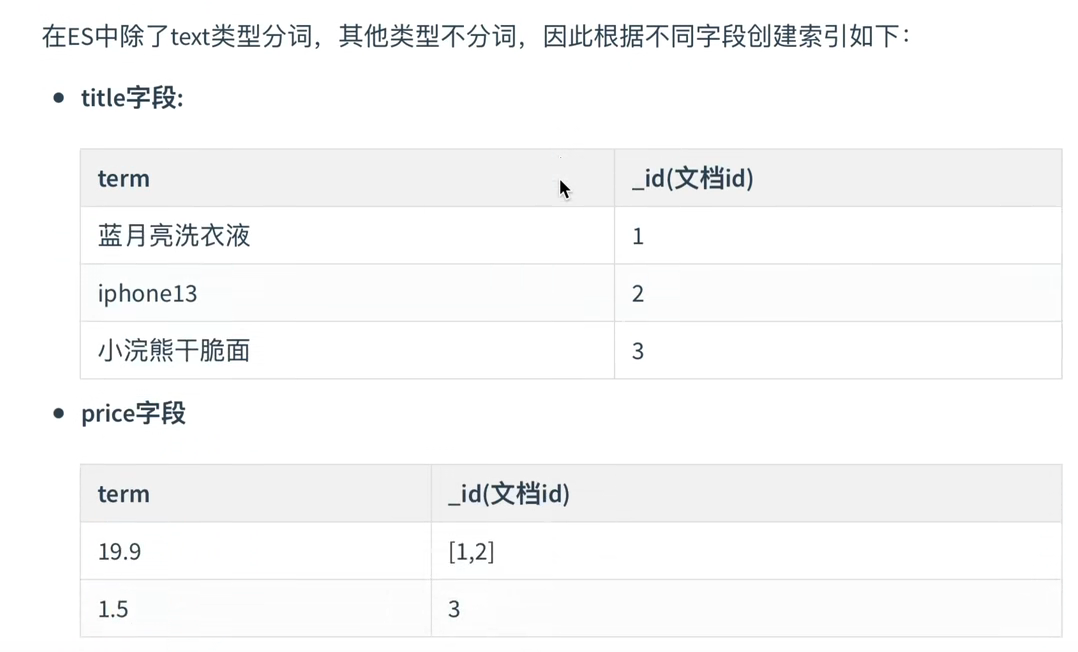 在ES中除了text类型分词，其他类型不分词，因此根据不同字段创建索引如下：
title字段:
term _id(文档id)
蓝月亮洗衣液 1
iphone13 2
小浣熊干脆面 3
price字段
term _id(文档id)
19.9 [1,2]
1.5 3